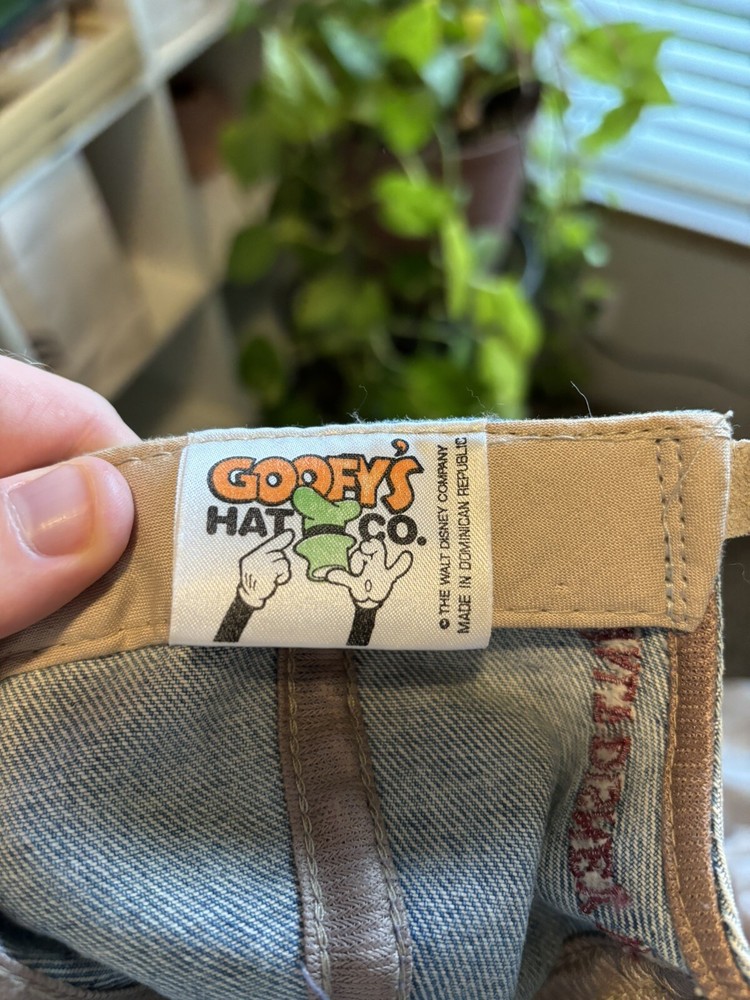 GOOFY'S
HAT CO.
© THE WALT DISNEY COMPANY
MADE IN DOMINICAN REPUBLIC